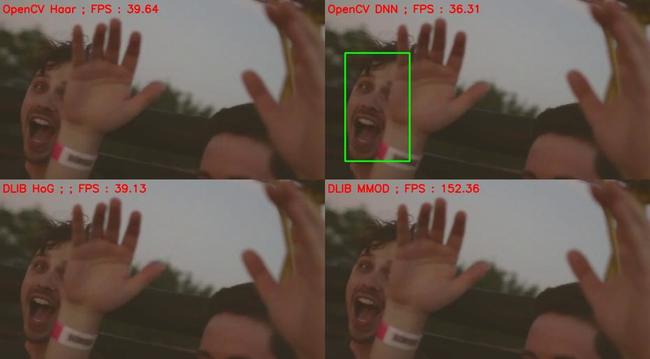 OpenCV Haar ; FPS : 39.64
OpenCV DNN ; FPS : 36.31
DLIB HoG ; ; FPS : 39.13
DLIB MMOD ; FPS : 152.36